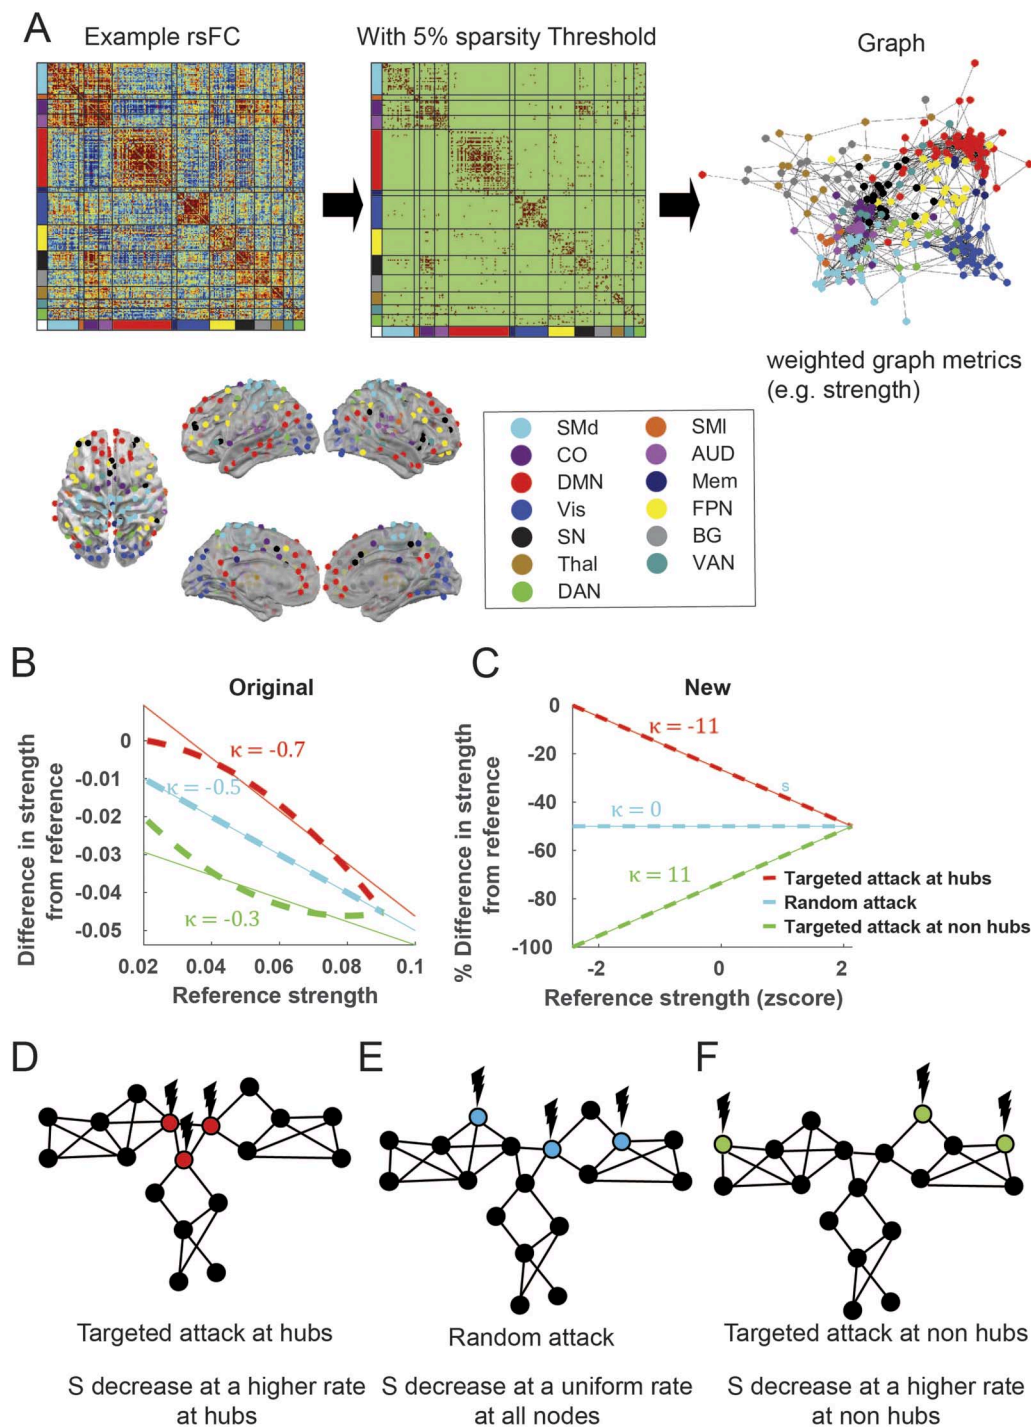 A
Example rsFC
With 5% sparsity Threshold
Graph
weighted graph metrics
(e.g. strength)
SMd
SMl
CO
AUD
DMN
Mem
Vis
FPN
SN
BG
Thal
VAN
DAN
B
Original
Difference in strength
from reference
0
-0.01
-0.02
-0.03
-0.04
-0.05
κ = -0.7
κ = -0.5
κ = -0.3
0.02 0.04 0.06 0.08 0.1
Reference strength
C
New
% Difference in strength
from reference
0
-20
-40
-60
-80
-100
κ = -11
s
κ = 0
κ = 11
Targeted attack at hubs
Random attack
Targeted attack at non hubs
-2 0 2
Reference strength (zscore)
D
Targeted attack at hubs
S decrease at a higher rate
at hubs
E
Random attack
S decrease at a uniform rate
at all nodes
F
Targeted attack at non hubs
S decrease at a higher rate
at non hubs